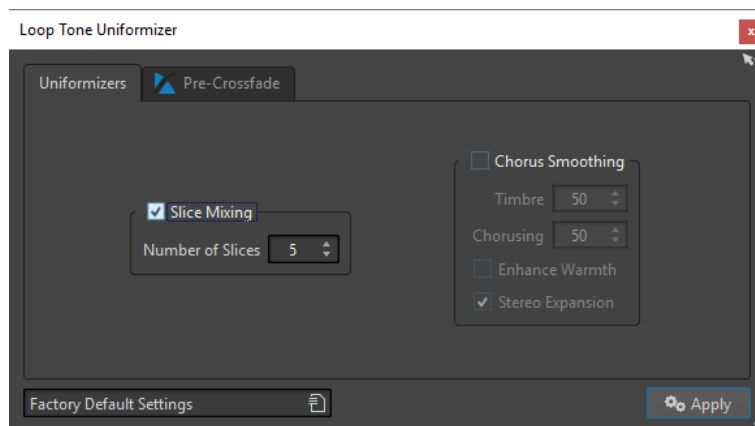 Loop Tone Uniformizer
x
Uniformizers Pre-Crossfade
Slice Mixing
Number of Slices 5
Chorus Smoothing
Timbre 50
Chorusing 50
Enhance Warmth
Stereo Expansion
Factory Default Settings
Apply